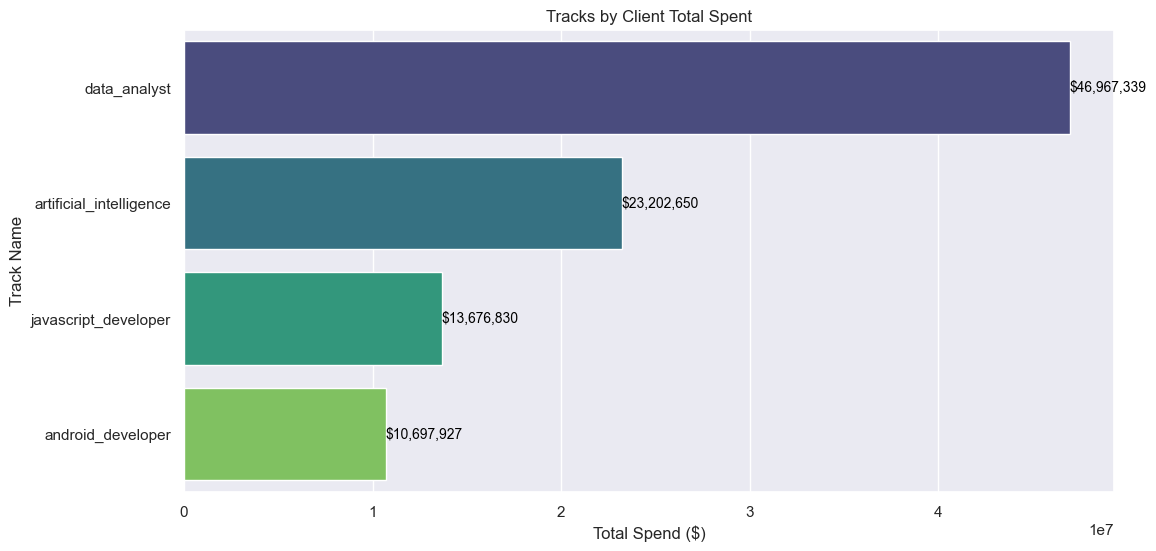 Tracks by Client Total Spent
Track Name
data_analyst
$46,967,339
artificial_intelligence
$23,202,650
javascript_developer
$13,676,830
android_developer
$10,697,927
0 1 2 3 4
1e7
Total Spend ($)